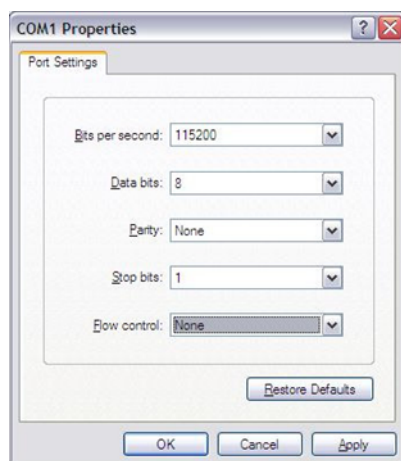 COM1 Properties
Port Settings
Bits per second: 115200
Data bits: 8
Parity: None
Stop bits: 1
Flow control: None
Restore Defaults
OK Cancel Apply